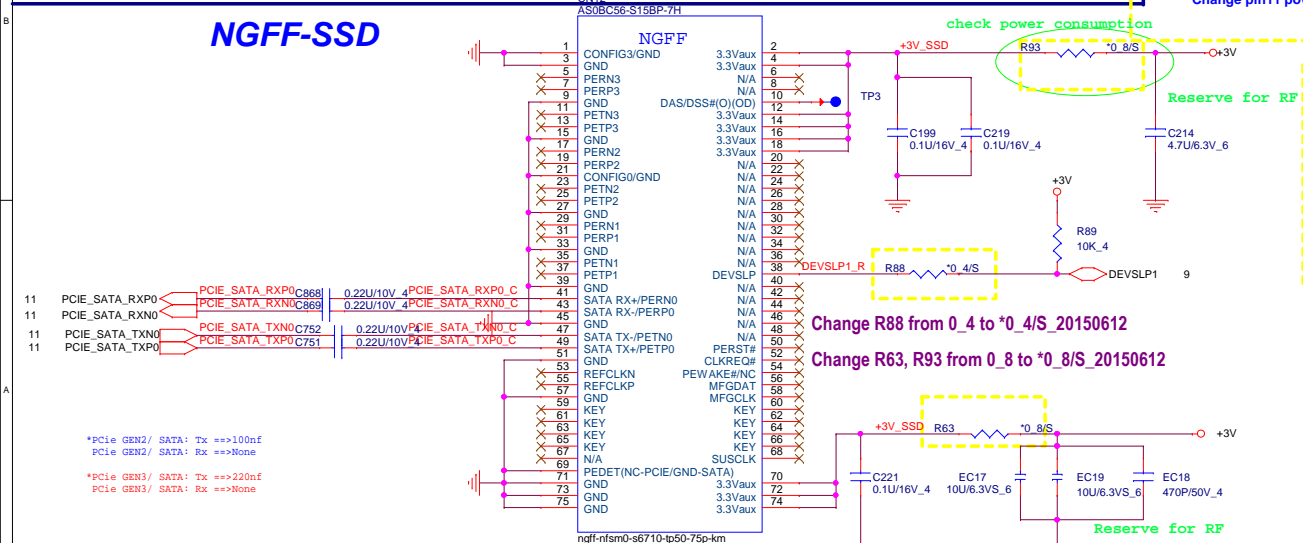 B
Change pin11 po
AS0BC56-S15BP-7H
NGFF-SSD
NGFF
check power consumption
1 CONFIG3/GND 3.3Vaux 2
3 GND 3.3Vaux 4
5 PERN3 N/A 6
7 PERP3 N/A 8
9 GND DAS/DSS#(O)(OD) 10
11 PETN3 3.3Vaux 12
13 PETP3 3.3Vaux 14
15 GND 3.3Vaux 16
17 PERN2 3.3Vaux 18
19 PERP2 N/A 20
21 CONFIG0/GND N/A 22
23 PETN2 N/A 24
25 PETP2 N/A 26
27 GND N/A 28
29 PERN1 N/A 30
31 PERP1 N/A 32
33 GND N/A 34
35 PETN1 N/A 36
37 PETP1 DEVSLP 38
39 GND N/A 40
41 SATA RX+/PERN0 N/A 42
43 SATA RX-/PERP0 N/A 44
45 GND N/A 46
47 SATA TX-/PETN0 N/A 48
49 SATA TX+/PETP0 PERST# 50
51 GND CLKREQ# 52
53 REFCLKN PEWAKE#/NC 54
55 REFCLKP MFGDAT 56
57 GND MFGCLK 58
59 KEY KEY 60
61 KEY KEY 62
63 KEY KEY 64
65 KEY KEY 66
67 N/A SUSCLK 68
69 PEDET(NC-PCIE/GND-SATA)
71 GND 3.3Vaux 70
73 GND 3.3Vaux 72
75 GND 3.3Vaux 74
ngff-nfsm0-s6710-tp50-75p-km
+3V_SSD R93 *0_8/S +3V
TP3
Reserve for RF
C199
0.1U/16V_4
C219
0.1U/16V_4
C214
4.7U/6.3V_6
+3V
R89
10K_4
DEVSLP1_R R88 *0_4/S DEVSLP1 9
11 PCIE_SATA_RXP0 PCIE_SATA_RXP0 C868 0.22U/10V_4 PCIE_SATA_RXP0_C
11 PCIE_SATA_RXN0 PCIE_SATA_RXN0 C869 0.22U/10V_4 PCIE_SATA_RXN0_C
11 PCIE_SATA_TXN0 PCIE_SATA_TXN0 C752 0.22U/10V_4 PCIE_SATA_TXN0_C
11 PCIE_SATA_TXP0 PCIE_SATA_TXP0 C751 0.22U/10V_4 PCIE_SATA_TXP0_C
Change R88 from 0_4 to *0_4/S_20150612
Change R63, R93 from 0_8 to *0_8/S_20150612
A
*PCie GEN2/ SATA: Tx ==>100nf
PCie GEN2/ SATA: Rx ==>None
*PCie GEN3/ SATA: Tx ==>220nf
PCie GEN3/ SATA: Rx ==>None
+3V_SSD R63 *0_8/S +3V
C221
0.1U/16V_4
EC17
10U/6.3VS_6
EC19
10U/6.3VS_6
EC18
470P/50V_4
Reserve for RF